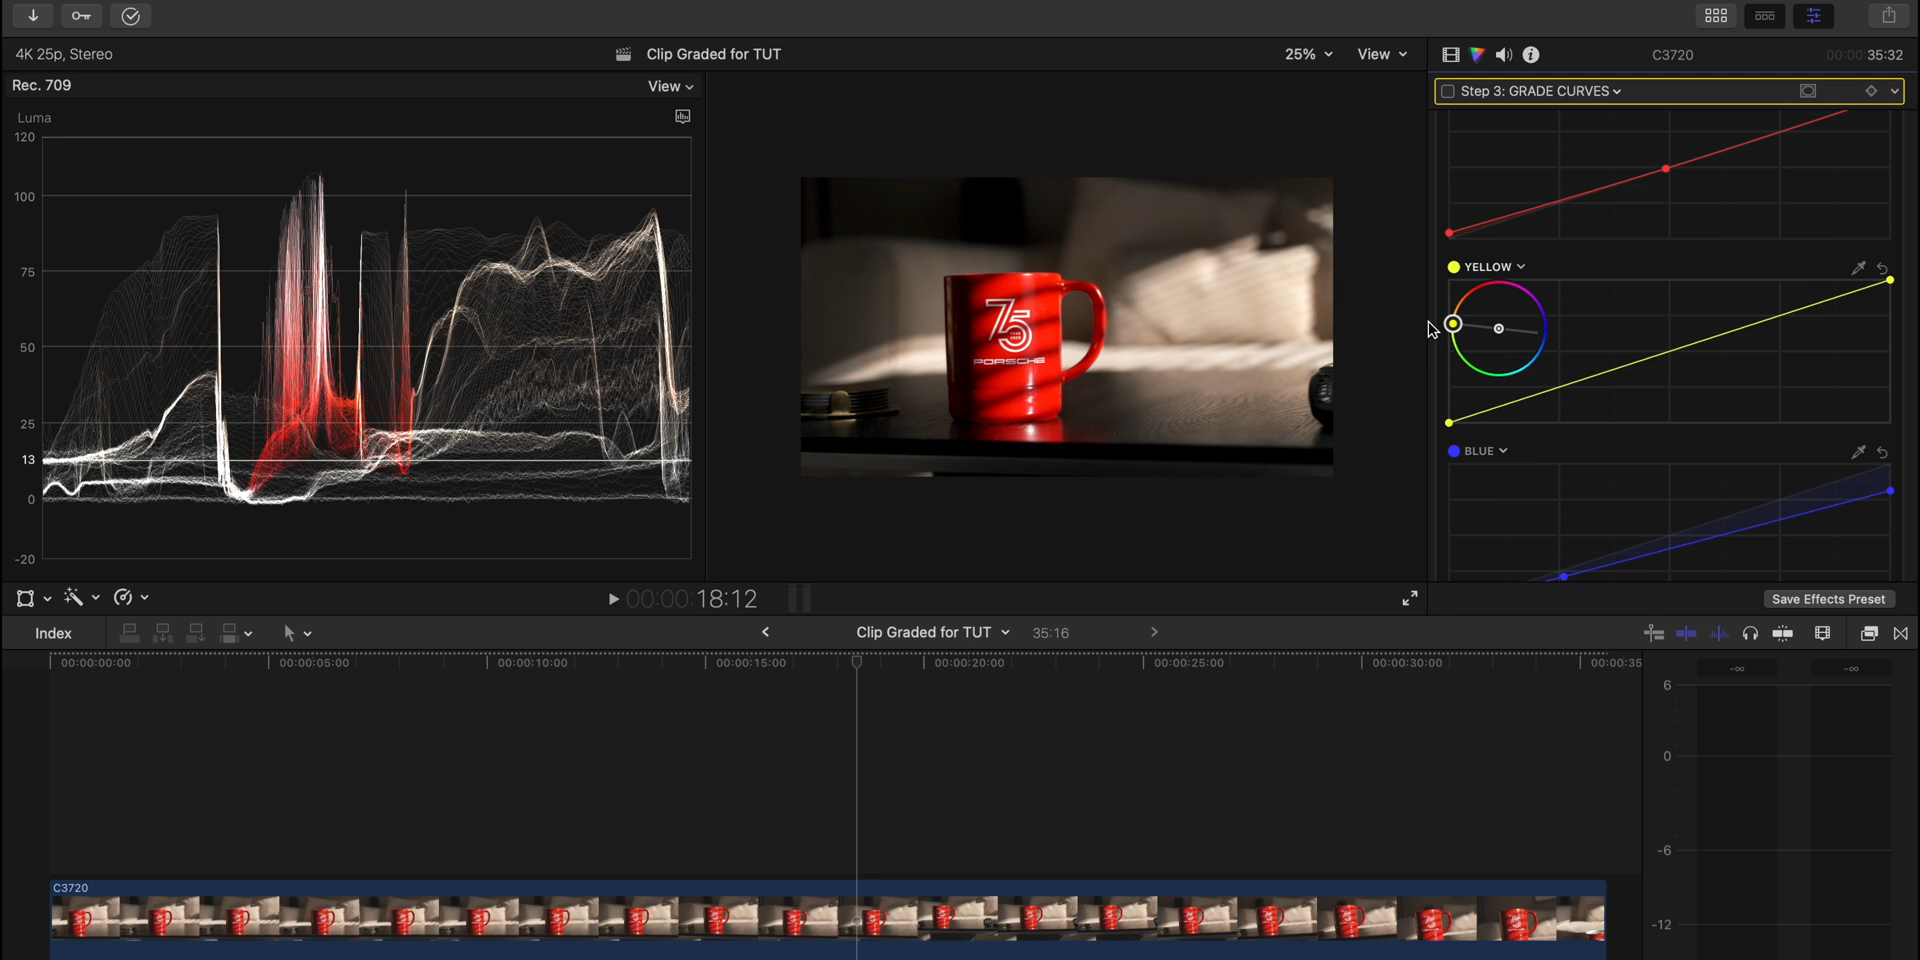 4K 25p, Stereo
Clip Graded for TUT
25%
View
C3720
00:00:35:32
Rec. 709
View
Step 3: GRADE CURVES
Luma
120
100
75
50
25
13
0
-20
75
PORSCHE
YELLOW
BLUE
00:00:18:12
Save Effects Preset
Index
Clip Graded for TUT
35:16
00:00:00:00
00:00:05:00
00:00:10:00
00:00:15:00
00:00:20:00
00:00:25:00
00:00:30:00
00:00:35
-∞
-∞
6
0
-6
-12
C3720